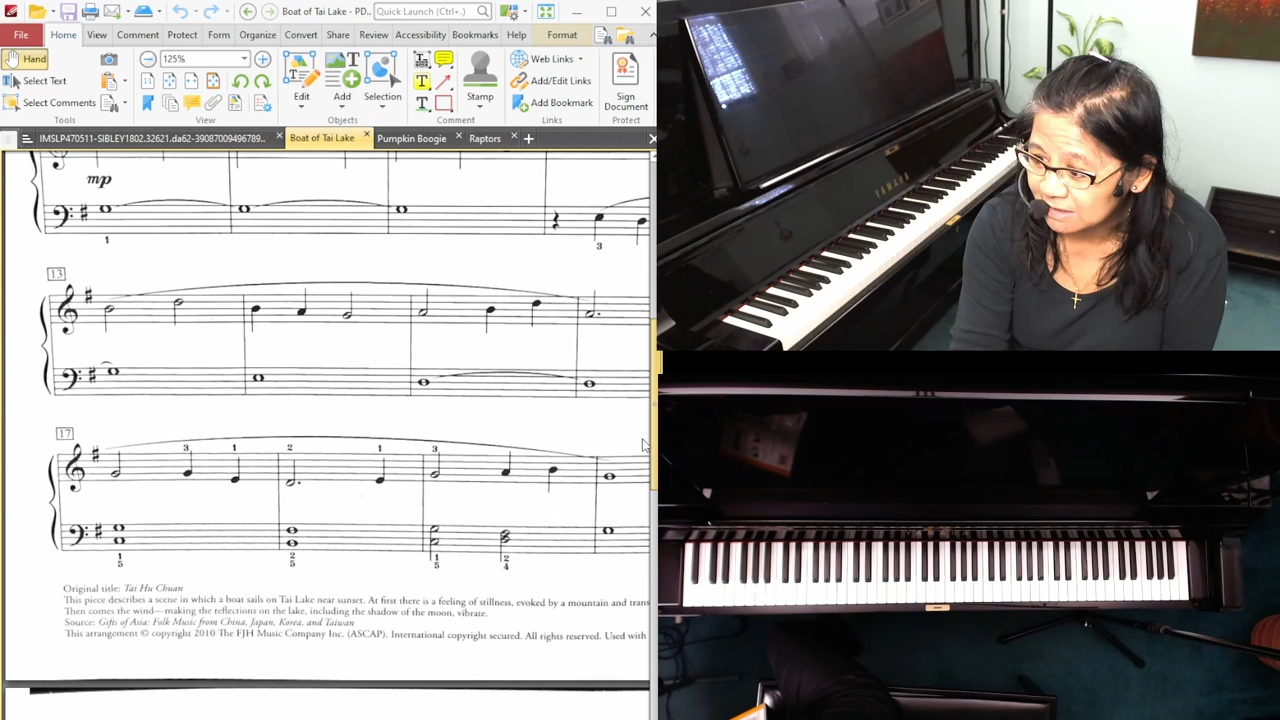 Boat of Tai Lake - PD...
Quick Launch (Ctrl+.)
File Home View Comment Protect Form Organize Convert Share Review Accessibility Bookmarks Help Format
Hand
125%
Web Links
Select Text
Add/Edit Links
Select Comments
Edit Add Selection Stamp
Add Bookmark
Sign Document
Tools View Objects Links Protect
IMSLP470511-SIBLEY1802.32621.da62-39087009496789.. Boat of Tai Lake Pumpkin Boogie Raptors
mp
1 3
13
17
3 1 2 1 3
1 2 1 2
5 5 5 4
Original title: Tai Hu Chuan
This piece describes a scene in which a boat sails on Tai Lake near sunset. At first there is a feeling of stillness, evoked by a mountain and trans
Then comes the wind—making the reflections on the lake, including the shadow of the moon, vibrate.
Source: Gifts of Asia: Folk Music from China, Japan, Korea, and Taiwan
This arrangement © copyright 2010 The FJH Music Company Inc. (ASCAP). International copyright secured. All rights reserved. Used with
YAMAHA